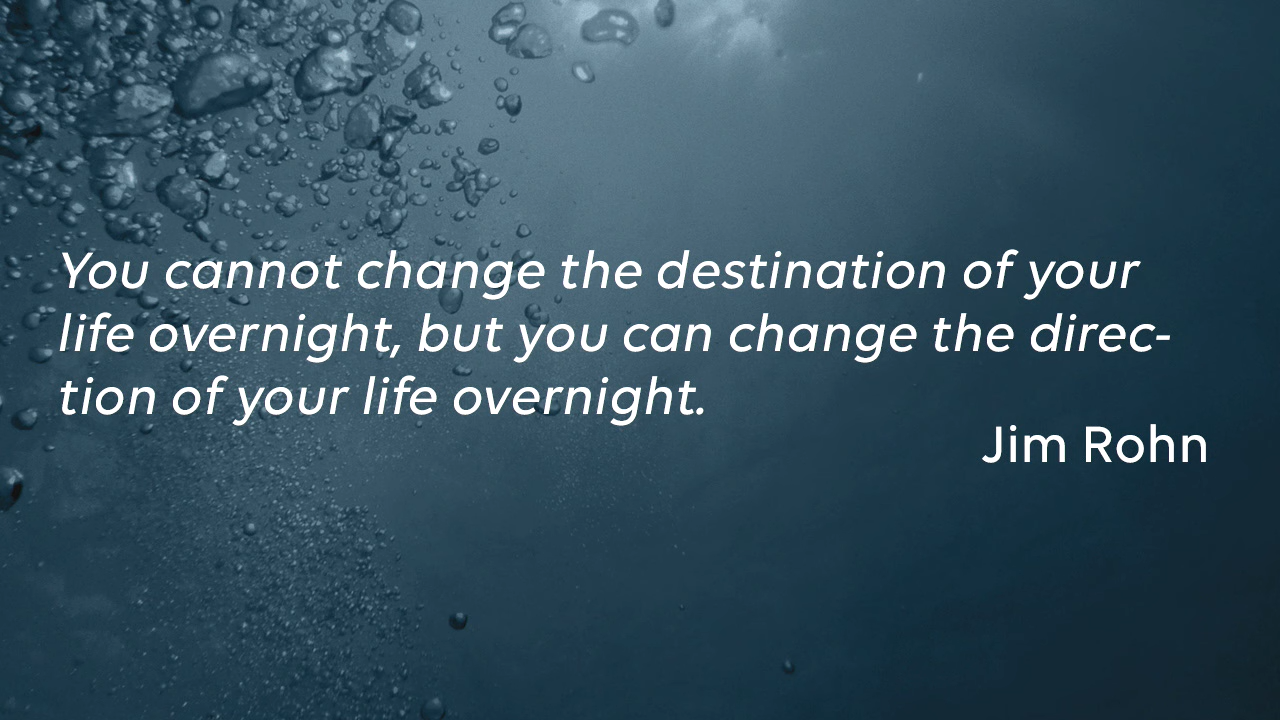 You cannot change the destination of your
life overnight, but you can change the direc-
tion of your life overnight.
Jim Rohn